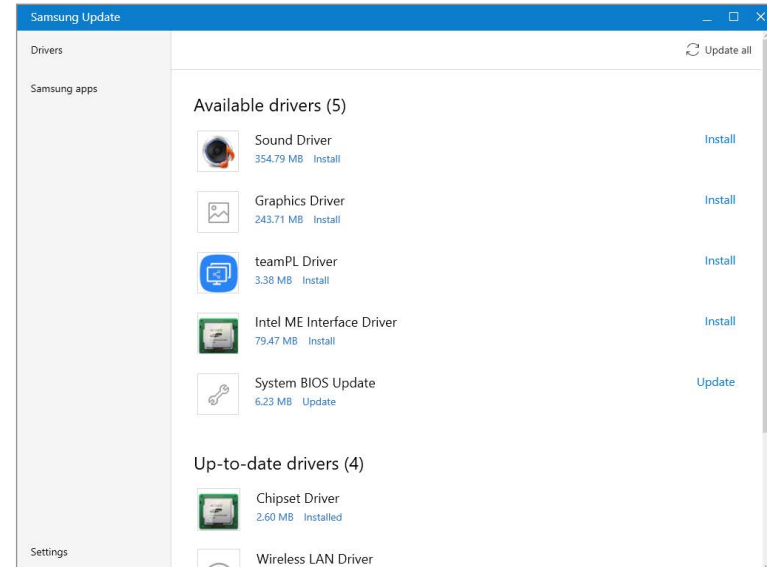 Samsung Update
Drivers
Update all
Samsung apps
Available drivers (5)
Sound Driver
Install
354.79 MB Install
Graphics Driver
Install
243.71 MB Install
teamPL Driver
Install
3.38 MB Install
Intel ME Interface Driver
Install
79.47 MB Install
System BIOS Update
Update
6.23 MB Update
Up-to-date drivers (4)
Chipset Driver
2.60 MB Installed
Settings
Wireless LAN Driver